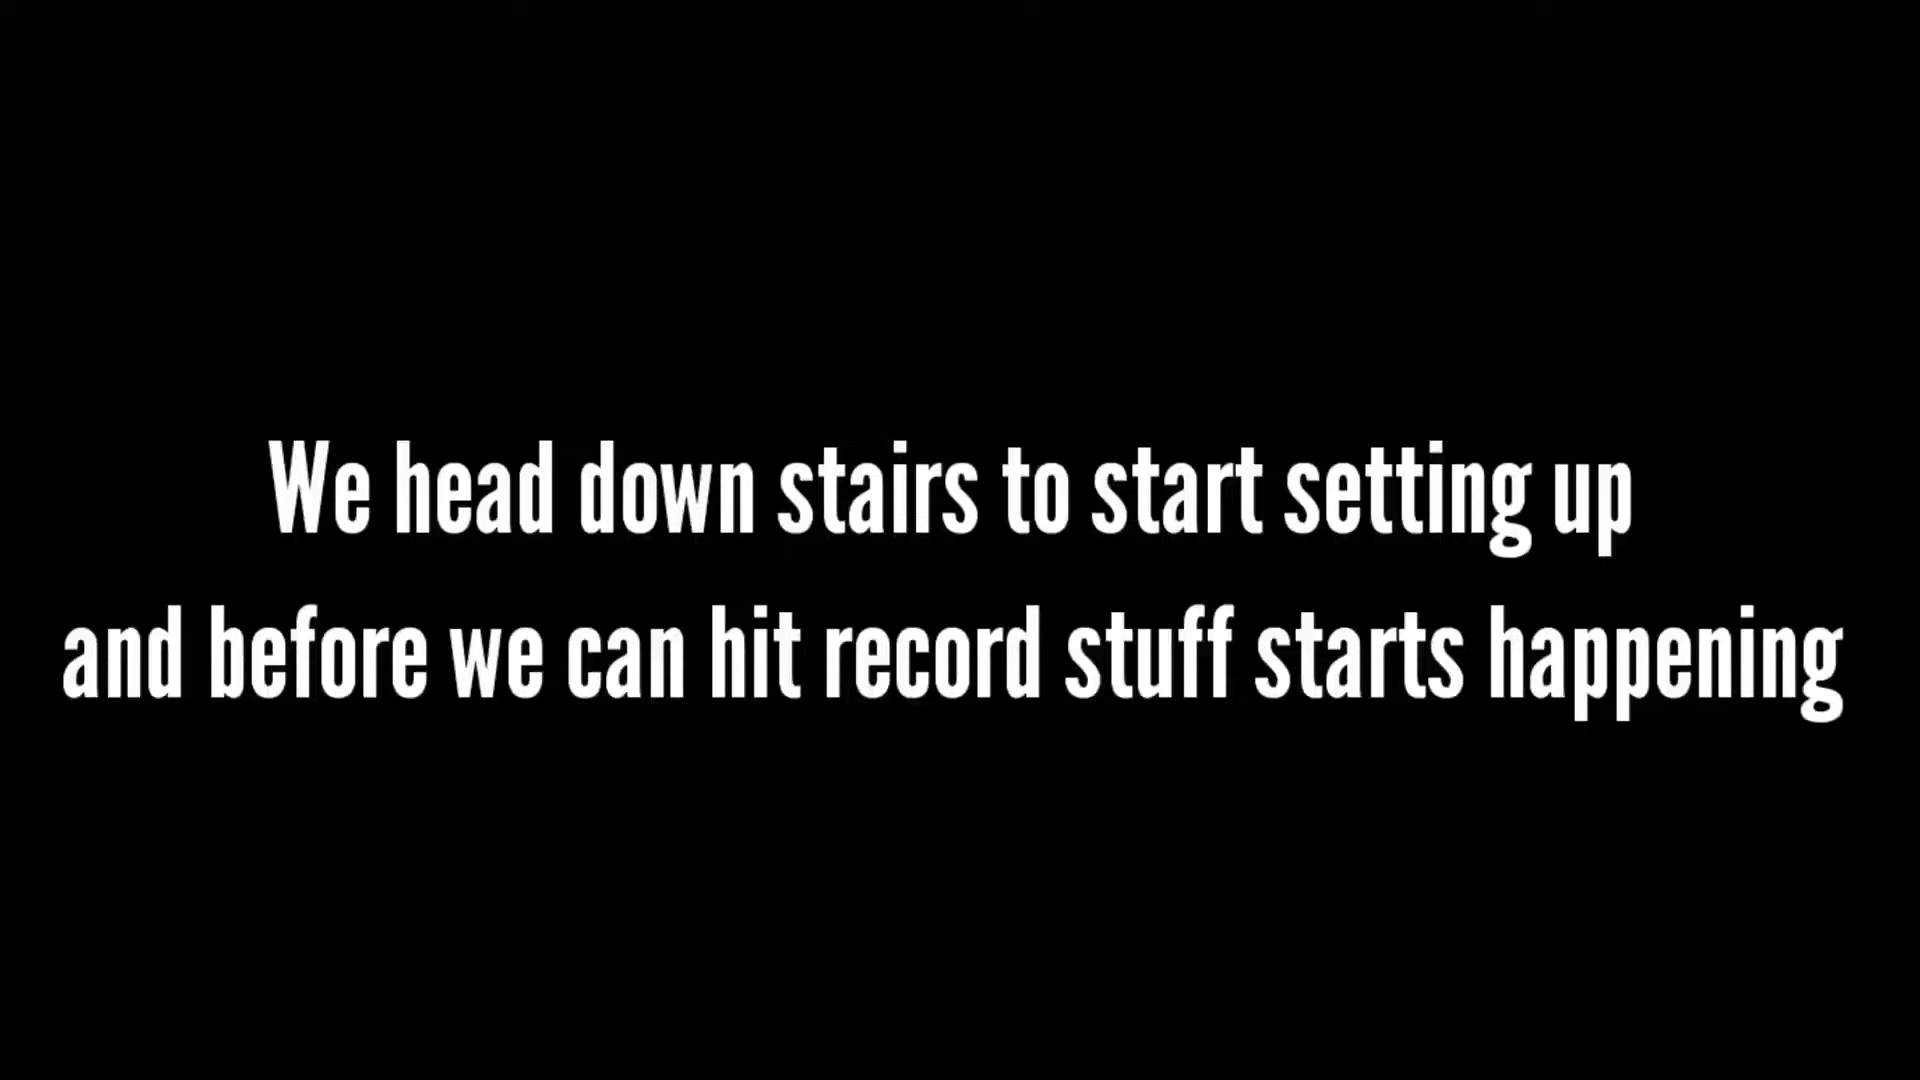 We head down stairs to start setting up
and before we can hit record stuff starts happening